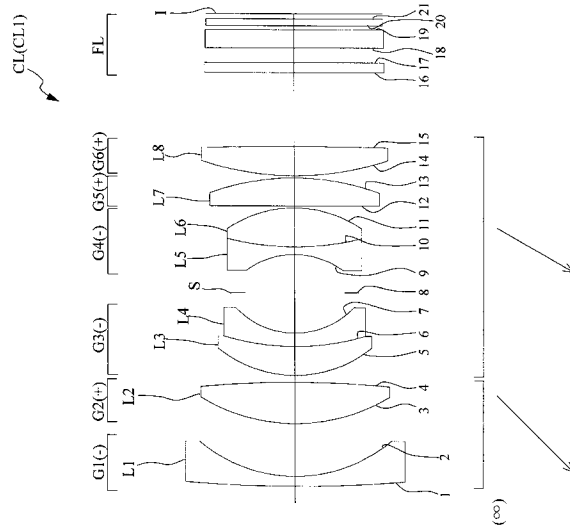 CL(CL1)
G1(-) G2(+) G3(-) G4(-) G5(+) G6(+) FL
L1 L2 L3 L4 S L5 L6 L7 L8 I
1 2 3 4 5 6 7 8 9 10 11 12 13 14 15 16 17 18 19 20 21
(∞)